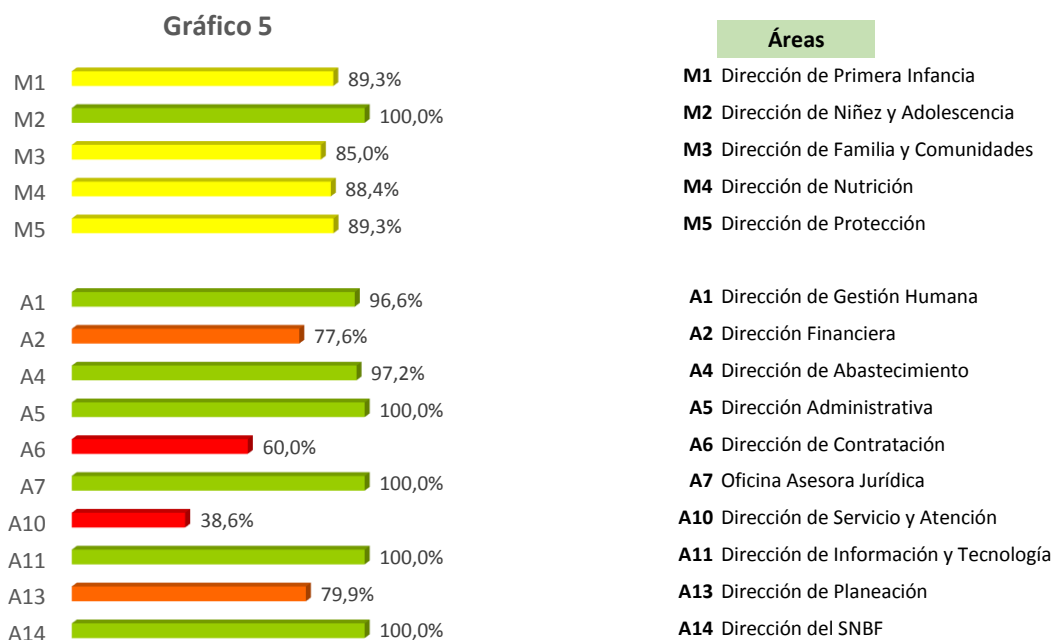 Gráfico 5
M1 89,3%
M2 100,0%
M3 85,0%
M4 88,4%
M5 89,3%
A1 96,6%
A2 77,6%
A4 97,2%
A5 100,0%
A6 60,0%
A7 100,0%
A10 38,6%
A11 100,0%
A13 79,9%
A14 100,0%
Áreas
M1 Dirección de Primera Infancia
M2 Dirección de Niñez y Adolescencia
M3 Dirección de Familia y Comunidades
M4 Dirección de Nutrición
M5 Dirección de Protección
A1 Dirección de Gestión Humana
A2 Dirección Financiera
A4 Dirección de Abastecimiento
A5 Dirección Administrativa
A6 Dirección de Contratación
A7 Oficina Asesora Jurídica
A10 Dirección de Servicio y Atención
A11 Dirección de Información y Tecnología
A13 Dirección de Planeación
A14 Dirección del SNBF